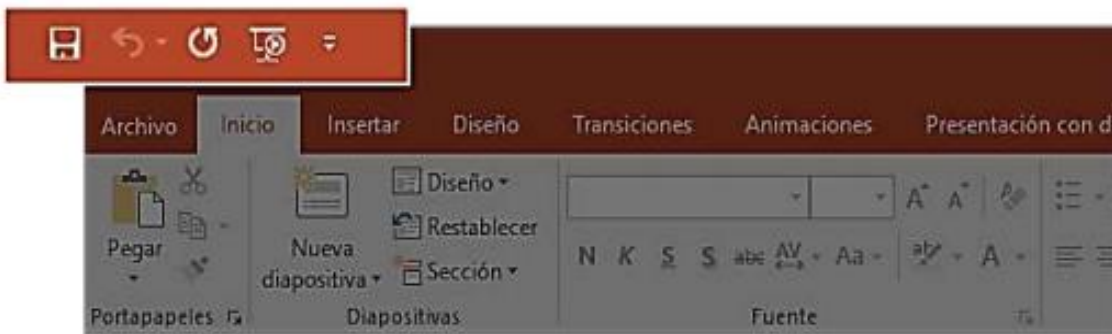 Archivo Inicio Insertar Diseño Transiciones Animaciones Presentación con d
Diseño
Restablecer
Pegar Nueva diapositiva Sección
N K S S abc AV Aa A
Portapapeles Diapositivas Fuente